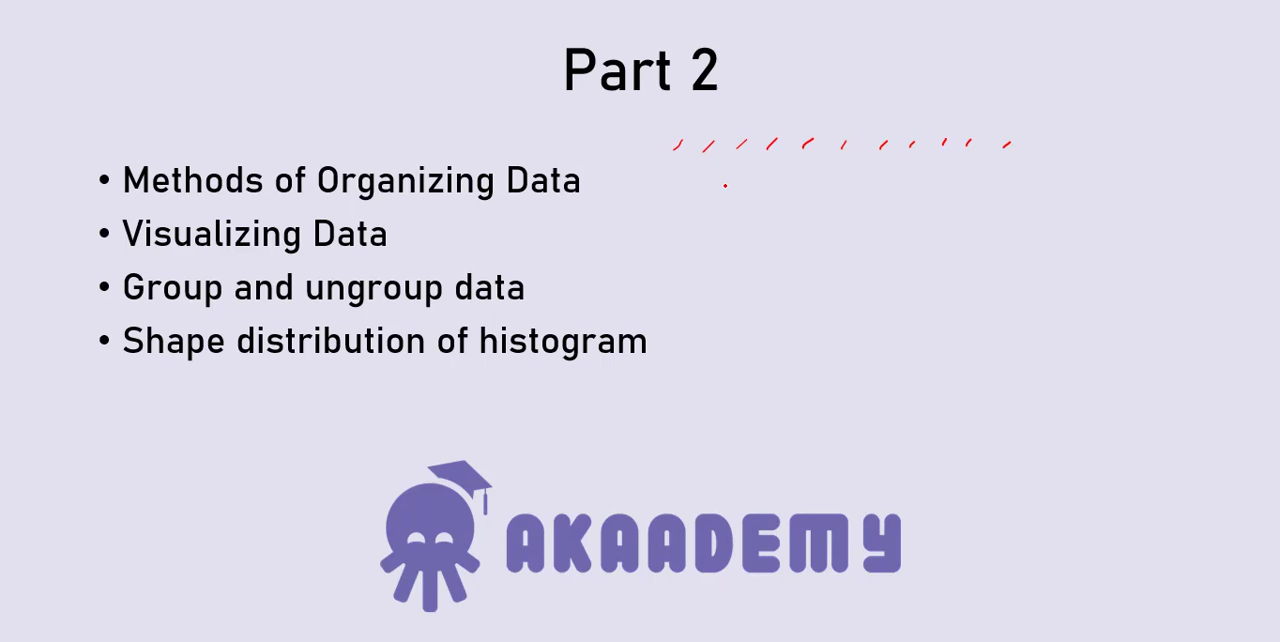 Part 2
• Methods of Organizing Data
• Visualizing Data
• Group and ungroup data
• Shape distribution of histogram
AKAADEMY